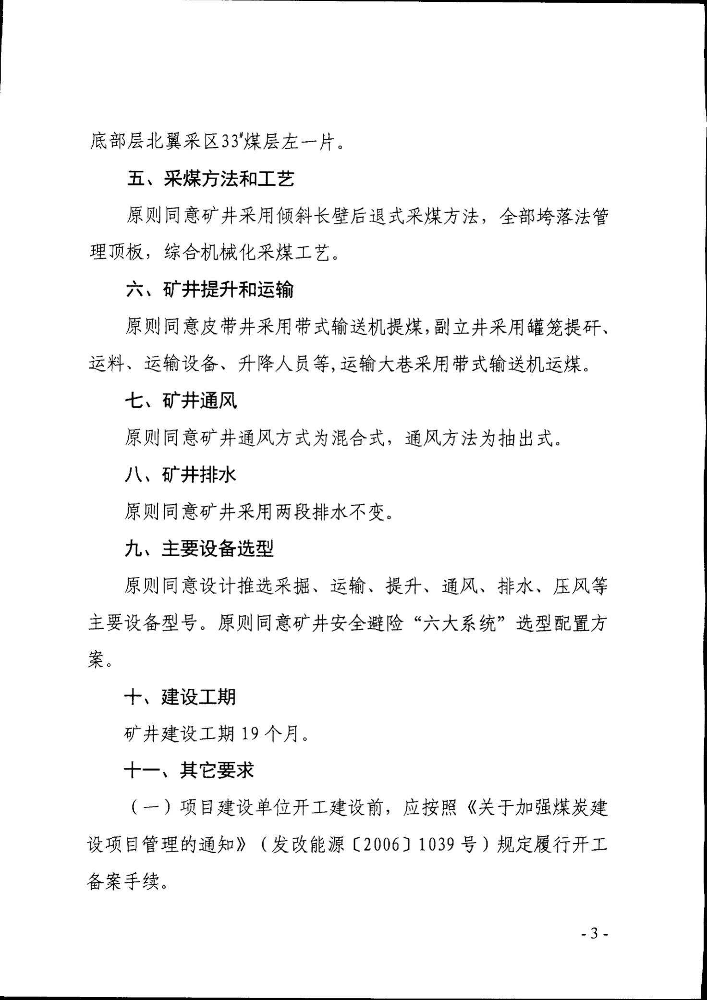 底部层北翼采区33#煤层左一片。
五、采煤方法和工艺
原则同意矿井采用倾斜长壁后退式采煤方法，全部垮落法管
理顶板，综合机械化采煤工艺。
六、矿井提升和运输
原则同意皮带井采用带式输送机提煤,副立井采用罐笼提矸、
运料、运输设备、升降人员等,运输大巷采用带式输送机运煤。
七、矿井通风
原则同意矿井通风方式为混合式，通风方法为抽出式。
八、矿井排水
原则同意矿井采用两段排水不变。
九、主要设备选型
原则同意设计推选采掘、运输、提升、通风、排水、压风等
主要设备型号。原则同意矿井安全避险“六大系统”选型配置方
案。
十、建设工期
矿井建设工期 19 个月。
十一、其它要求
（一）项目建设单位开工建设前，应按照《关于加强煤炭建
设项目管理的通知》（发改能源〔2006〕1039 号）规定履行开工
备案手续。
- 3 -